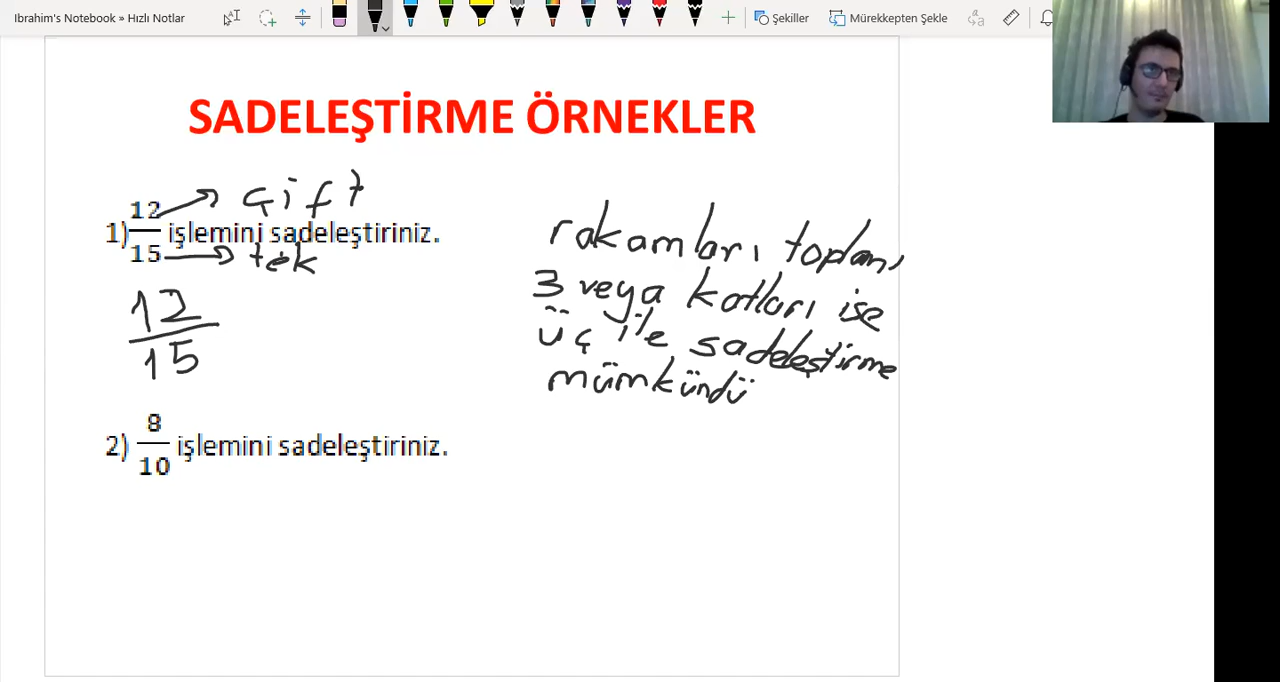 Ibrahim's Notebook » Hızlı Notlar
Şekiller
Mürekkepten Şekle
SADELEŞTİRME ÖRNEKLER
1) 12/15 işlemini sadeleştiriniz.
çift
tek
12/15
rakamları toplamı
3 veya katları ise
üç ile sadeleştirme
mümkündü
2) 8/10 işlemini sadeleştiriniz.